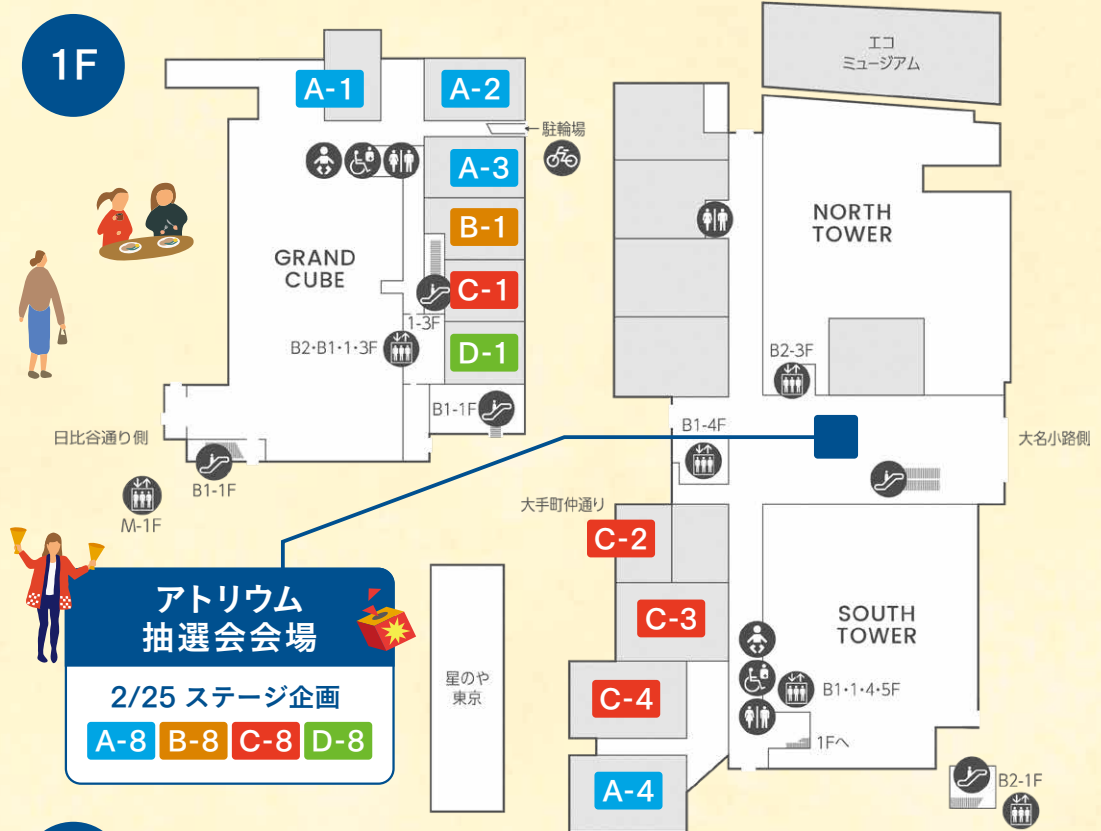 1F
A-1
A-2
←駐輪場
A-3
B-1
GRAND
CUBE
C-1
1-3F
B2・B1・1・3F
D-1
B1-1F
日比谷通り側
B1-1F
M-1F
エコ
ミュージアム
NORTH
TOWER
B2-3F
B1-4F
大名小路側
大手町仲通り
C-2
C-3
SOUTH
TOWER
C-4
B1・1・4・5F
1Fへ
A-4
B2-1F
星のや
東京
アトリウム
抽選会会場
2/25 ステージ企画
A-8 B-8 C-8 D-8